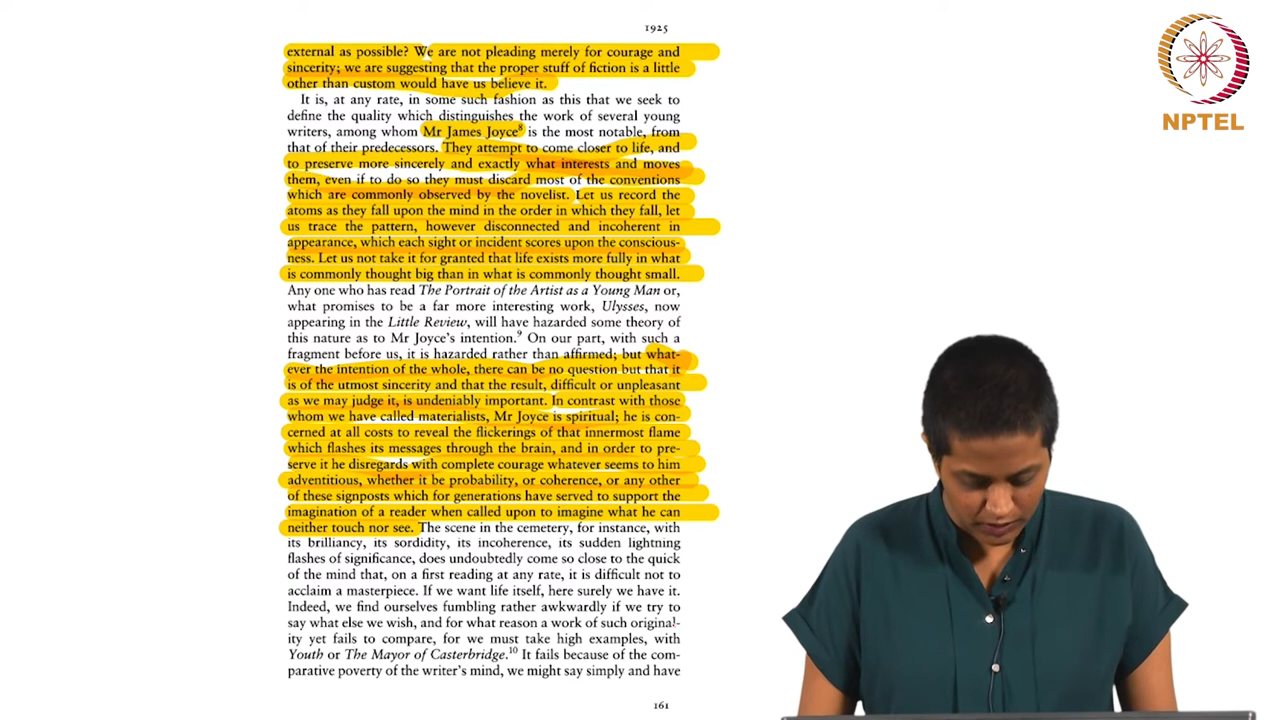 1925
external as possible? We are not pleading merely for courage and
sincerity; we are suggesting that the proper stuff of fiction is a little
other than custom would have us believe it.
It is, at any rate, in some such fashion as this that we seek to
define the quality which distinguishes the work of several young
writers, among whom Mr James Joyce⁸ is the most notable, from
that of their predecessors. They attempt to come closer to life, and
to preserve more sincerely and exactly what interests and moves
them, even if to do so they must discard most of the conventions
which are commonly observed by the novelist. Let us record the
atoms as they fall upon the mind in the order in which they fall, let
us trace the pattern, however disconnected and incoherent in
appearance, which each sight or incident scores upon the conscious-
ness. Let us not take it for granted that life exists more fully in what
is commonly thought big than in what is commonly thought small.
Any one who has read The Portrait of the Artist as a Young Man or,
what promises to be a far more interesting work, Ulysses, now
appearing in the Little Review, will have hazarded some theory of
this nature as to Mr Joyce's intention.⁹ On our part, with such a
fragment before us, it is hazarded rather than affirmed; but what-
ever the intention of the whole, there can be no question but that it
is of the utmost sincerity and that the result, difficult or unpleasant
as we may judge it, is undeniably important. In contrast with those
whom we have called materialists, Mr Joyce is spiritual; he is con-
cerned at all costs to reveal the flickerings of that innermost flame
which flashes its messages through the brain, and in order to pre-
serve it he disregards with complete courage whatever seems to him
adventitious, whether it be probability, or coherence, or any other
of these signposts which for generations have served to support the
imagination of a reader when called upon to imagine what he can
neither touch nor see. The scene in the cemetery, for instance, with
its brilliancy, its sordidity, its incoherence, its sudden lightning
flashes of significance, does undoubtedly come so close to the quick
of the mind that, on a first reading at any rate, it is difficult not to
acclaim a masterpiece. If we want life itself, here surely we have it.
Indeed, we find ourselves fumbling rather awkwardly if we try to
say what else we wish, and for what reason a work of such original-
ity yet fails to compare, for we must take high examples, with
Youth or The Mayor of Casterbridge.¹⁰ It fails because of the com-
parative poverty of the writer's mind, we might say simply and have
161
NPTEL